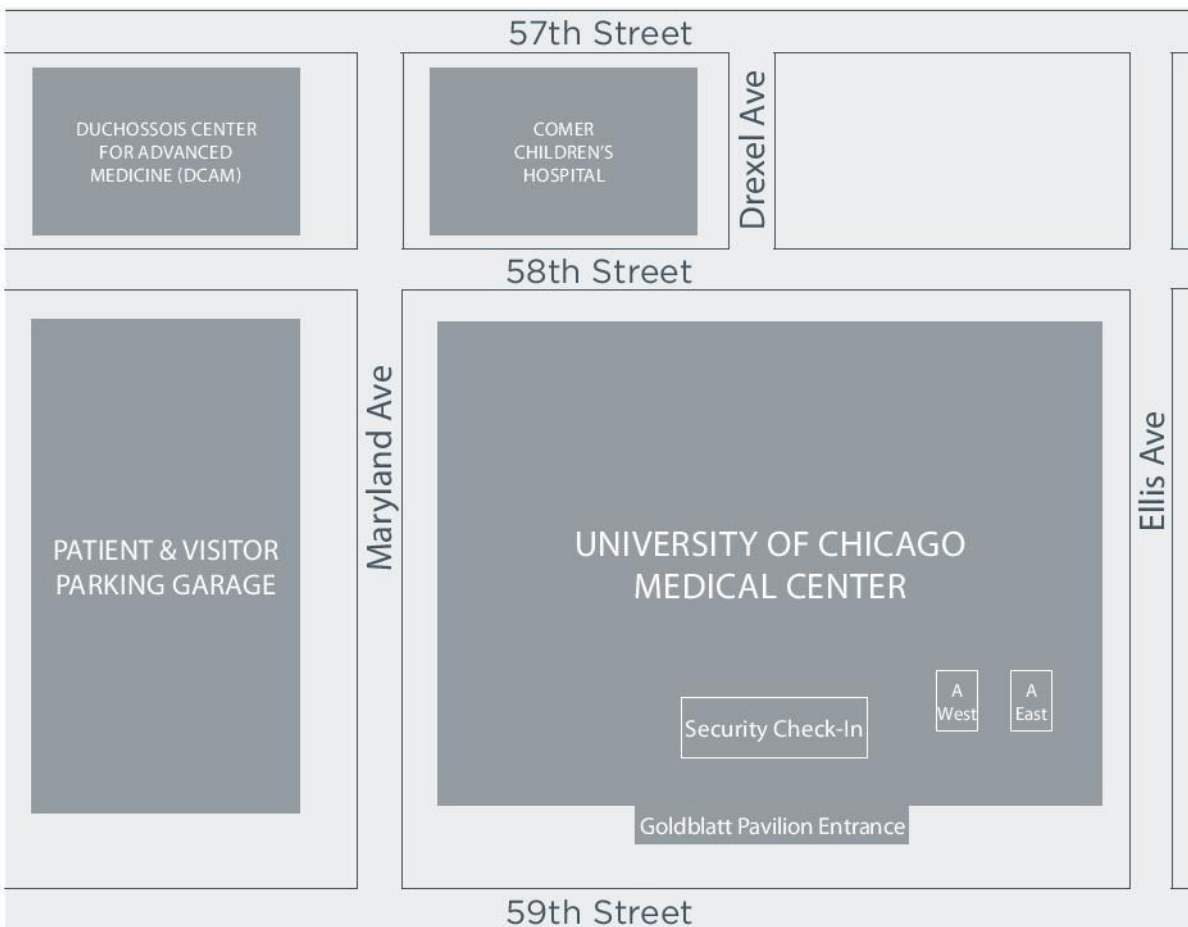 57th Street
DUCHOSSOIS CENTER
FOR ADVANCED
MEDICINE (DCAM)
COMER
CHILDREN'S
HOSPITAL
Drexel Ave
58th Street
Maryland Ave
Ellis Ave
PATIENT & VISITOR
PARKING GARAGE
UNIVERSITY OF CHICAGO
MEDICAL CENTER
A
West
A
East
Security Check-In
Goldblatt Pavilion Entrance
59th Street